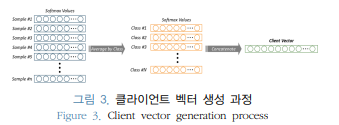 Softmax Values
Sample #1
Sample #2
Sample #3
Sample #4
Sample #5
Sample #6
Sample #n
Average by Class
Softmax Values
Class #1
Class #2
Class #3
Class #N
Concatenate
Client Vector
그림 3. 클라이언트 벡터 생성 과정
Figure 3. Client vector generation process